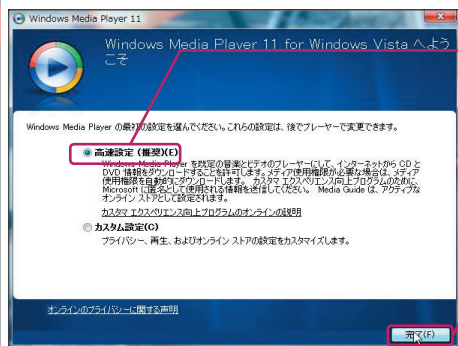 Windows Media Player 11
Windows Media Player 11 for Windows Vista へよう
こそ
Windows Media Player の最初の設定を選んでください。これらの設定は、後でプレーヤーで変更できます。
高速設定 (推奨)(E)
Windows Media Player を既定の音楽とビデオのプレーヤーにして、インターネットから CD と
DVD 情報をダウンロードすることを許可します。メディア使用権限が必要な場合は、メディア
使用権限を自動的にダウンロードします。 カスタマ エクスペリエンス向上プログラムのために、
Microsoft に匿名として使用される情報を送信してください。 Media Guide は、アクティブな
オンライン ストアとして設定されます。
カスタマ エクスペリエンス向上プログラムのオンラインの説明
カスタム設定(C)
プライバシー、再生、およびオンライン ストアの設定をカスタマイズします。
オンラインのプライバシーに関する声明
完了(F)